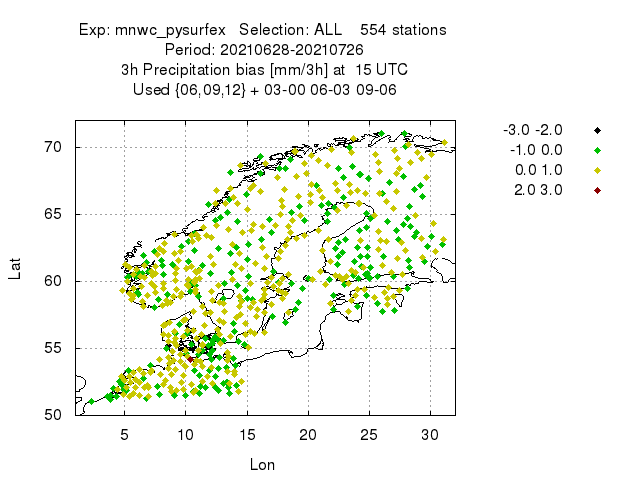 Exp: mnwc_pysurfex   Selection: ALL    554 stations
Period: 20210628-20210726
3h Precipitation bias [mm/3h] at  15 UTC
Used {06,09,12} + 03-00 06-03 09-06
-3.0 -2.0
-1.0 0.0
0.0 1.0
2.0 3.0
70
65
60
55
50
Lat
5 10 15 20 25 30
Lon